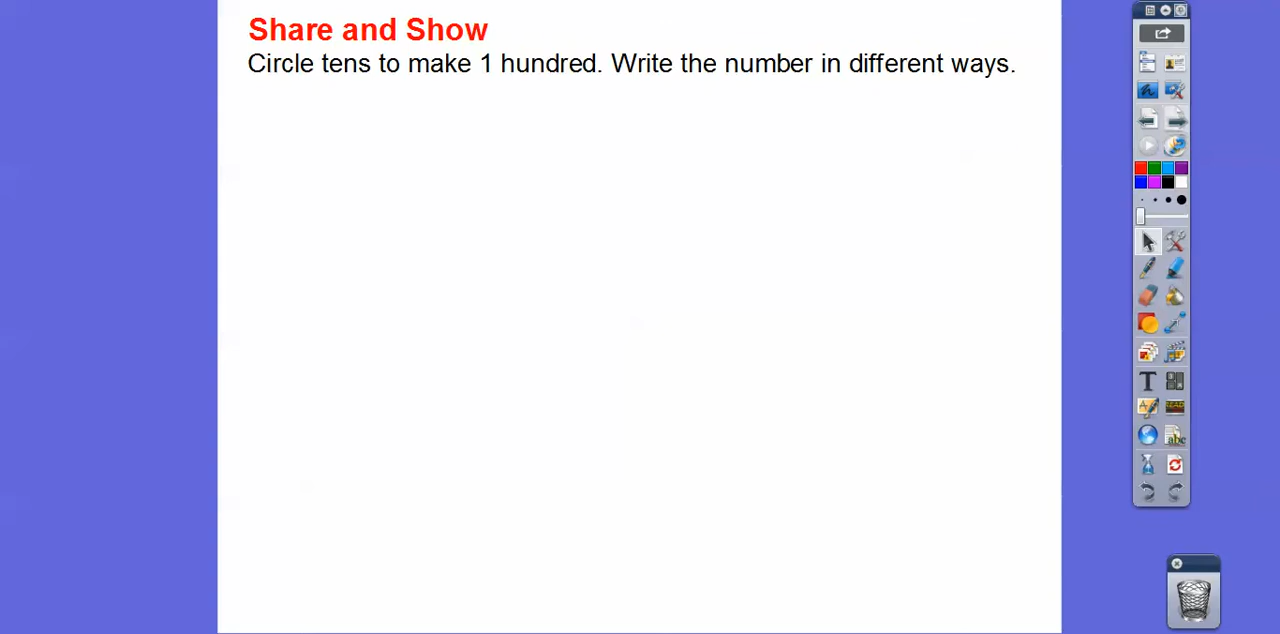 Share and Show
Circle tens to make 1 hundred. Write the number in different ways.